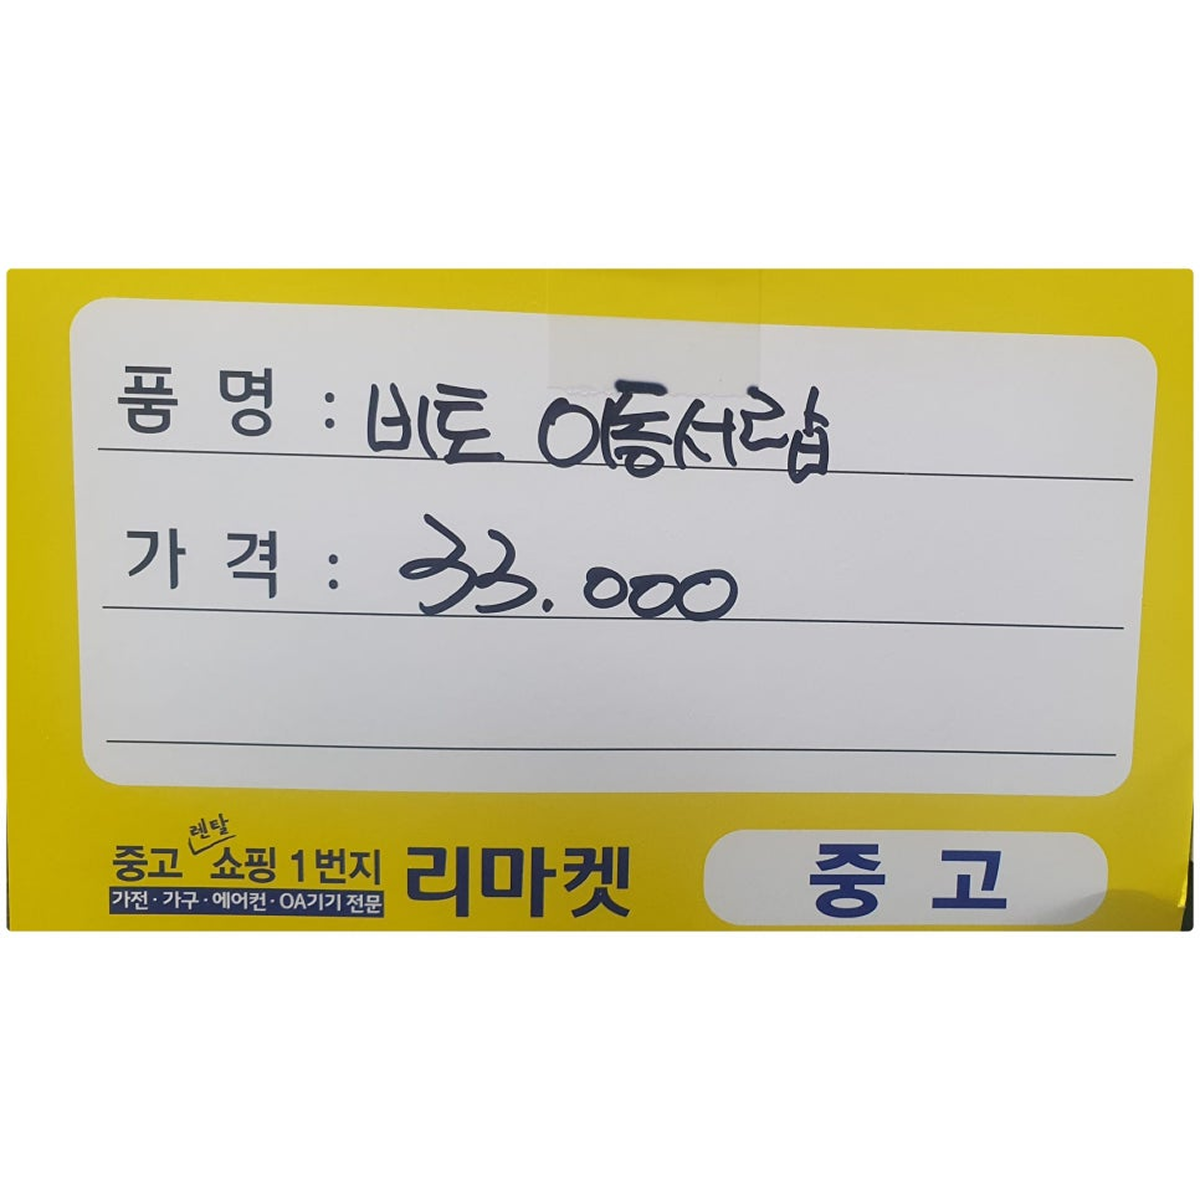 품 명 : 비토 이동서랍
가 격 : 33.000
렌탈
중고 쇼핑 1번지 리마켓 중 고
가전·가구·에어컨·OA기기 전문